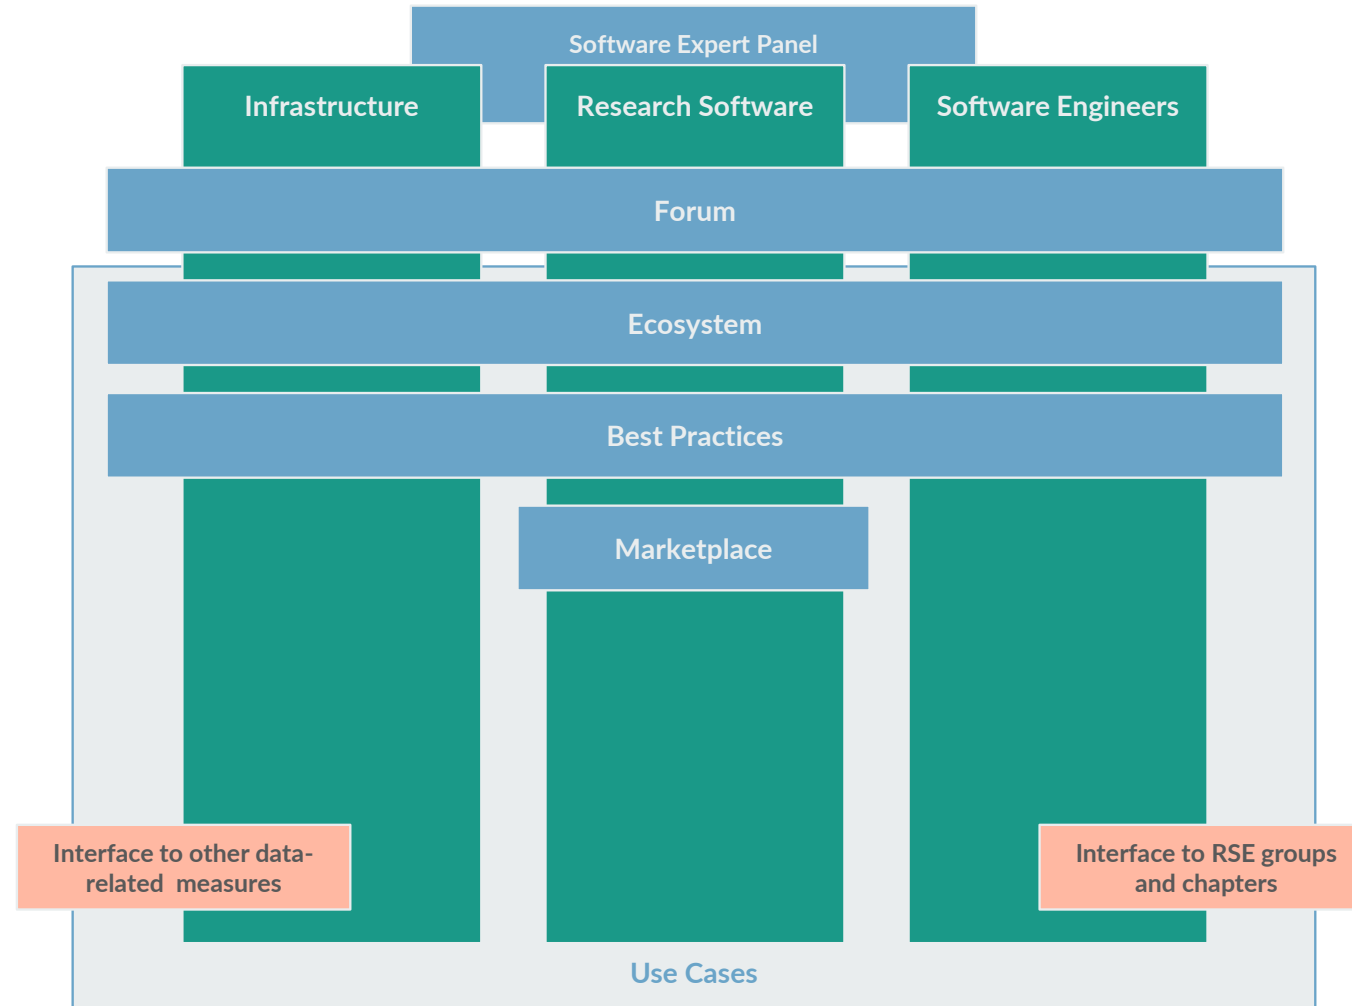 Software Expert Panel
Infrastructure
Research Software
Software Engineers
Forum
Ecosystem
Best Practices
Marketplace
Interface to other data-
related  measures
Interface to RSE groups
and chapters
Use Cases